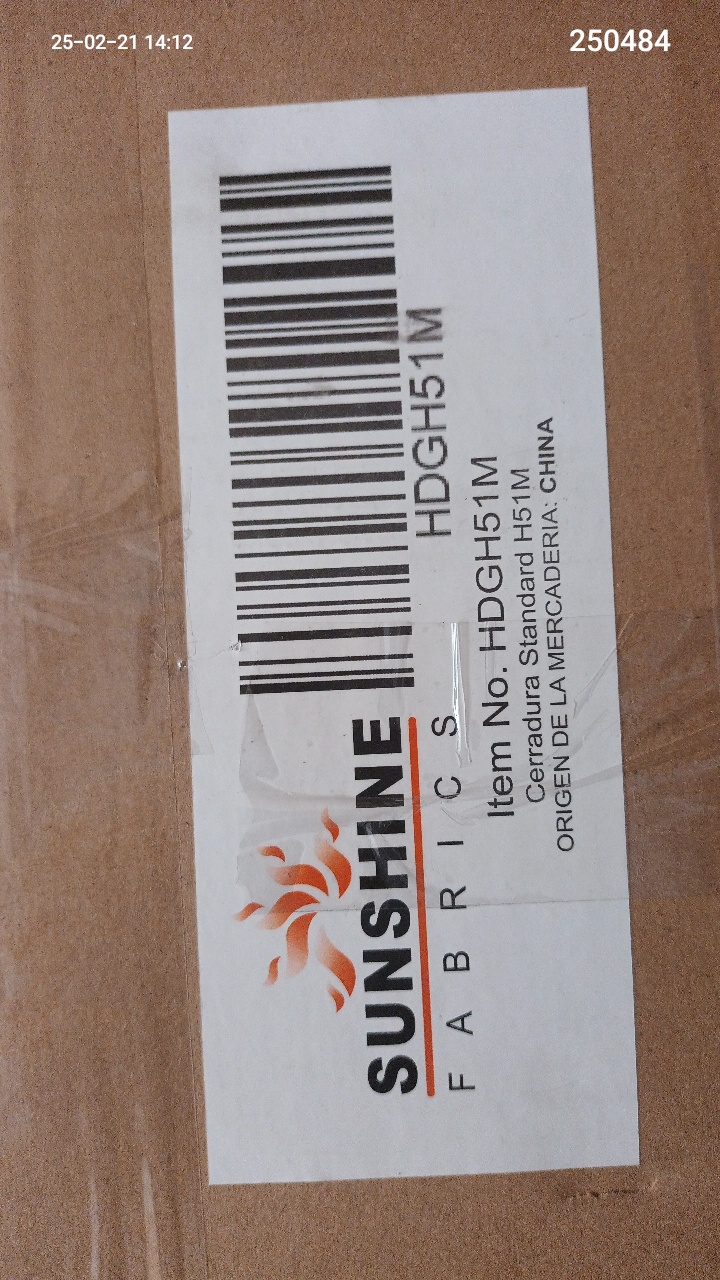 25-02-21 14:12
250484
HDGH51M
SUNSHINE
FABRICS
Item No. HDGH51M
Cerradura Standard H51M
ORIGEN DE LA MERCADERIA: CHINA